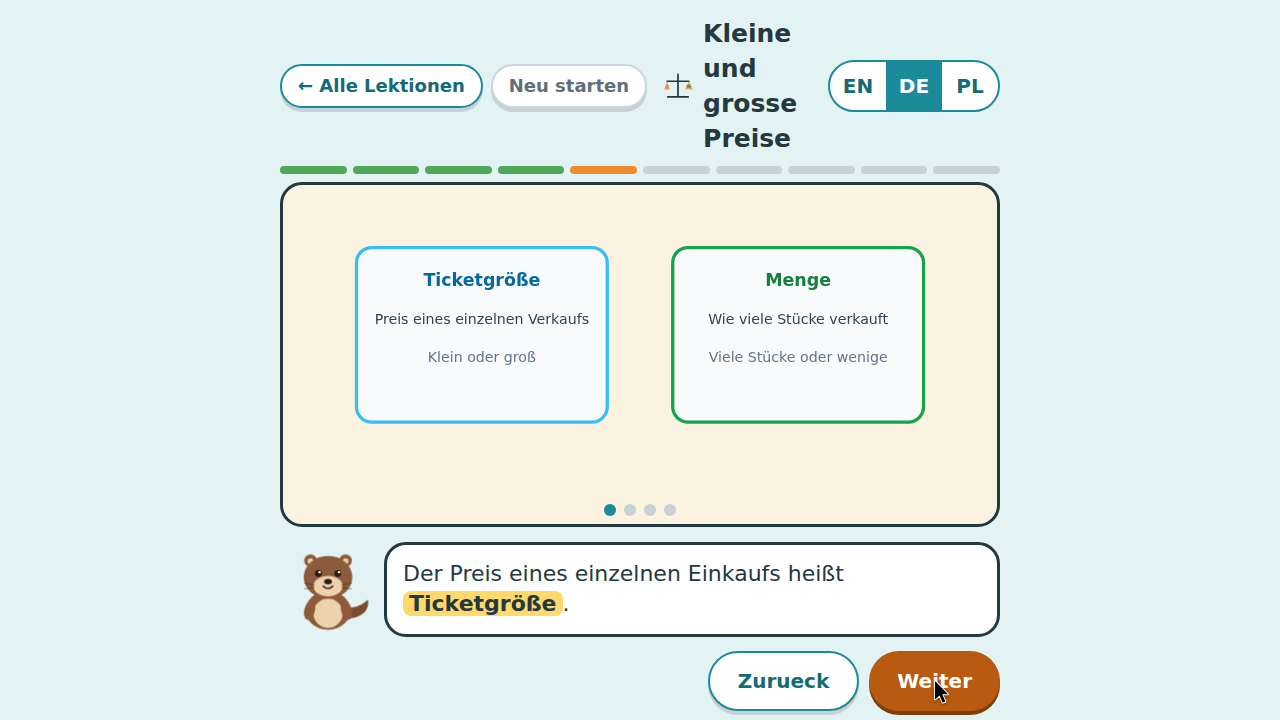 ← Alle Lektionen
Neu starten
Kleine
und
grosse
Preise
EN
DE
PL
Ticketgröße
Preis eines einzelnen Verkaufs
Klein oder groß
Menge
Wie viele Stücke verkauft
Viele Stücke oder wenige
Der Preis eines einzelnen Einkaufs heißt
Ticketgröße.
Zurueck
Weiter